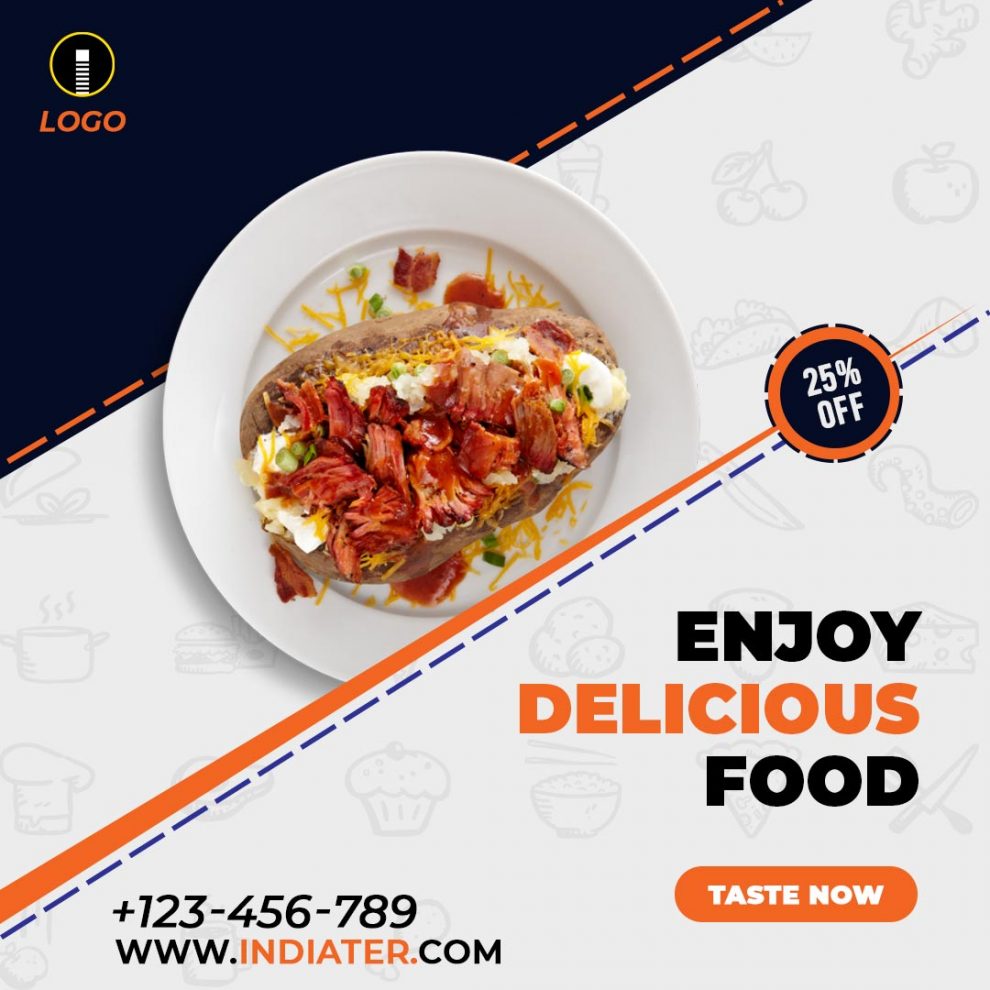 LOGO
25%
OFF
ENJOY
DELICIOUS
FOOD
TASTE NOW
+123-456-789
WWW.INDIATER.COM